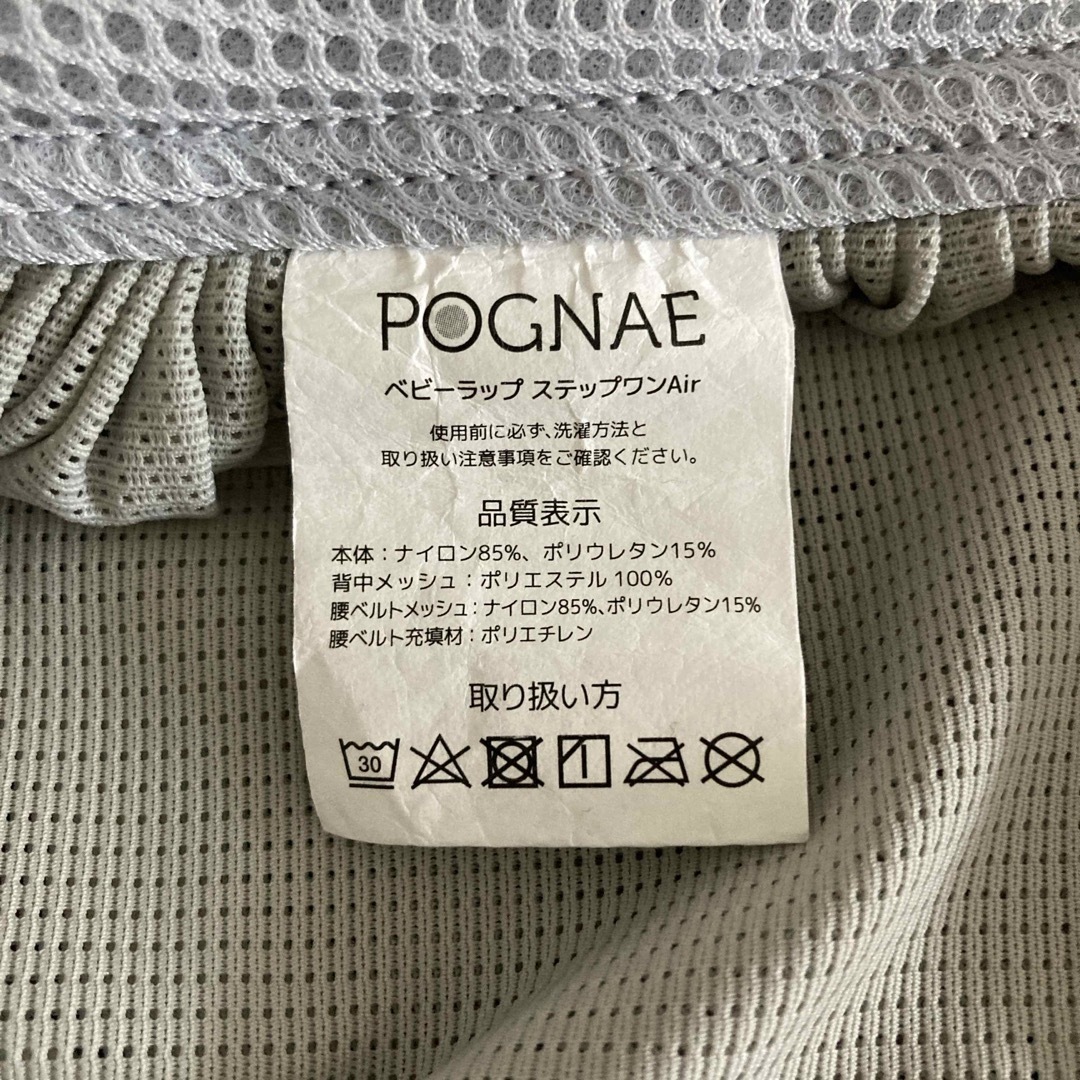 POGNAE
ベビーラップ ステップワンAir
使用前に必ず、洗濯方法と
取り扱い注意事項をご確認ください。
品質表示
本体：ナイロン85%、ポリウレタン15%
背中メッシュ：ポリエステル 100%
腰ベルトメッシュ：ナイロン85%、ポリウレタン15%
腰ベルト充填材：ポリエチレン
取り扱い方
30